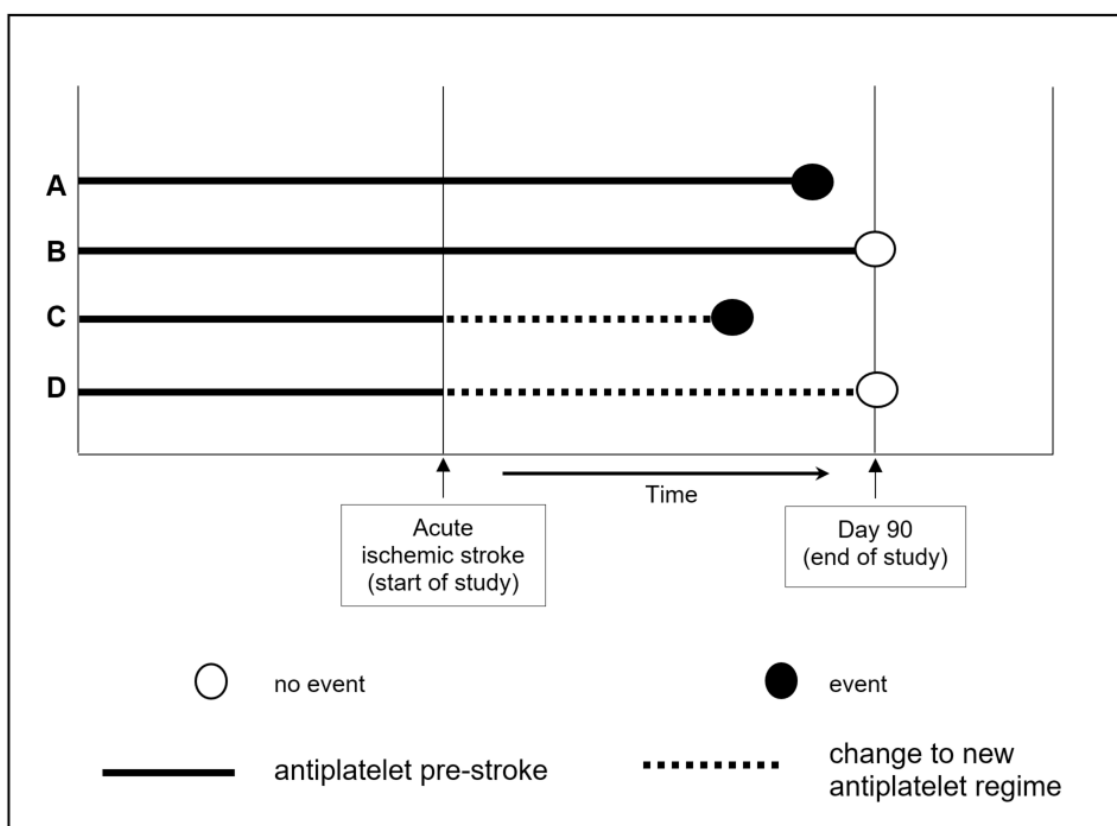 A
B
C
D
Time
Acute
ischemic stroke
(start of study)
Day 90
(end of study)
no event
event
antiplatelet pre-stroke
change to new
antiplatelet regime